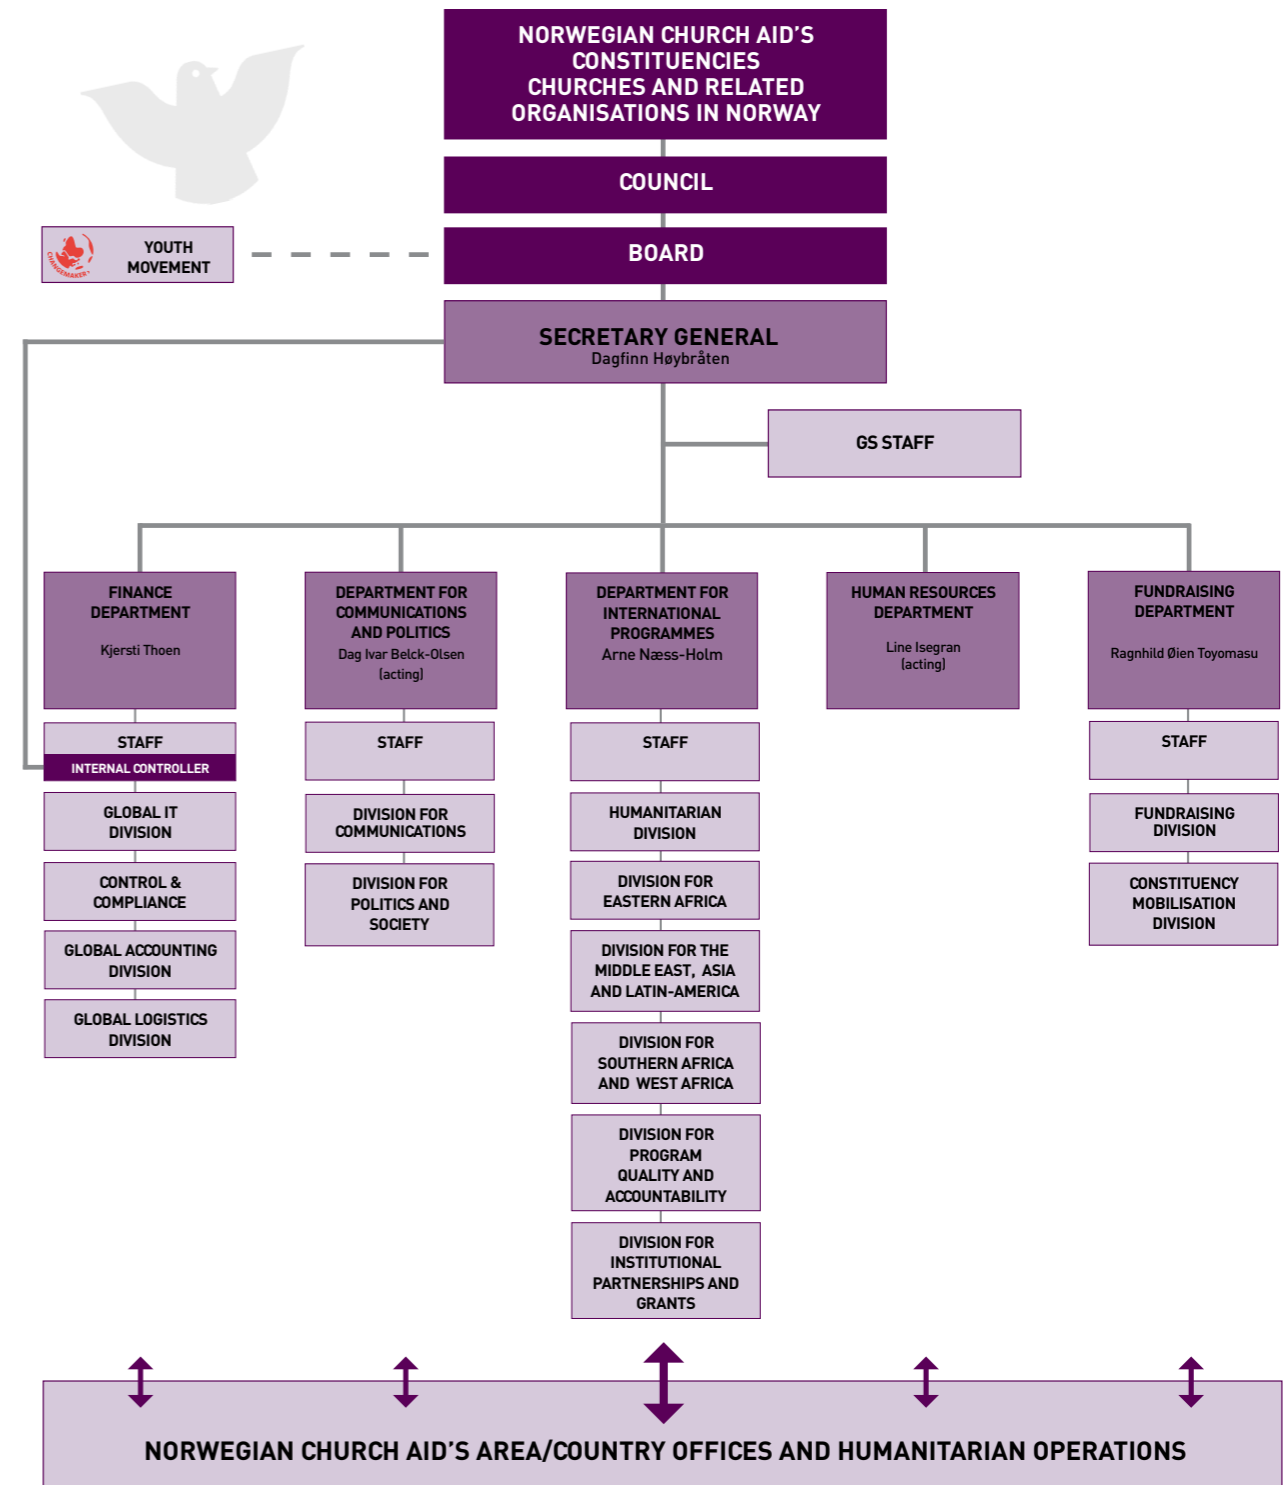 NORWEGIAN CHURCH AID'S
CONSTITUENCIES
CHURCHES AND RELATED
ORGANISATIONS IN NORWAY
COUNCIL
BOARD
CHANGEMAKER
YOUTH
MOVEMENT
SECRETARY GENERAL
Dagfinn Høybråten
GS STAFF
FINANCE
DEPARTMENT
Kjersti Thoen
DEPARTMENT FOR
COMMUNICATIONS
AND POLITICS
Dag Ivar Belck-Olsen
(acting)
DEPARTMENT FOR
INTERNATIONAL
PROGRAMMES
Arne Næss-Holm
HUMAN RESOURCES
DEPARTMENT
Line Isegran
(acting)
FUNDRAISING
DEPARTMENT
Ragnhild Øien Toyomasu
STAFF
INTERNAL CONTROLLER
GLOBAL IT
DIVISION
CONTROL &
COMPLIANCE
GLOBAL ACCOUNTING
DIVISION
GLOBAL LOGISTICS
DIVISION
STAFF
DIVISION FOR
COMMUNICATIONS
DIVISION FOR
POLITICS AND
SOCIETY
STAFF
HUMANITARIAN
DIVISION
DIVISION FOR
EASTERN AFRICA
DIVISION FOR THE
MIDDLE EAST, ASIA
AND LATIN-AMERICA
DIVISION FOR
SOUTHERN AFRICA
AND WEST AFRICA
DIVISION FOR
PROGRAM
QUALITY AND
ACCOUNTABILITY
DIVISION FOR
INSTITUTIONAL
PARTNERSHIPS AND
GRANTS
STAFF
FUNDRAISING
DIVISION
CONSTITUENCY
MOBILISATION
DIVISION
NORWEGIAN CHURCH AID'S AREA/COUNTRY OFFICES AND HUMANITARIAN OPERATIONS